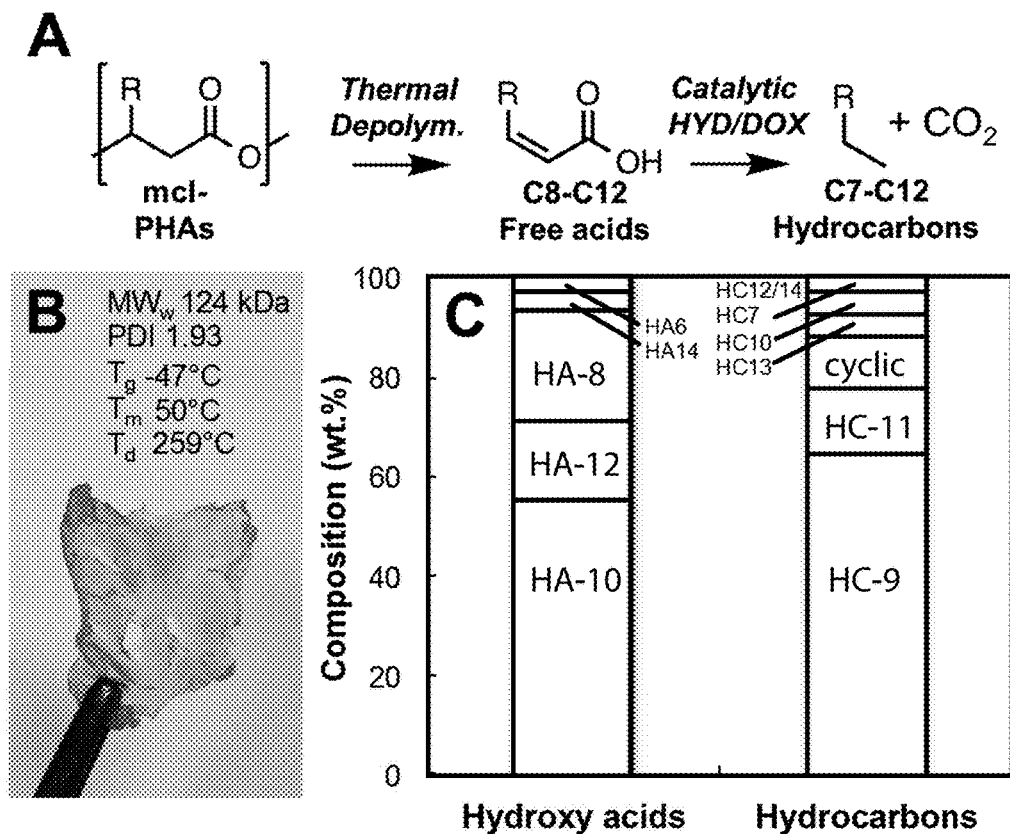 A
R
O
O
mcl-
PHAs
Thermal
Depolym.
R
O
OH
C8-C12
Free acids
Catalytic
HYD/DOX
R
+ CO2
C7-C12
Hydrocarbons
B
MWw 124 kDa
PDI 1.93
Tg -47°C
Tm 50°C
Td 259°C
C
Composition (wt.%)
100
80
60
40
20
0
HA6
HA14
HA-8
HA-12
HA-10
HC12/14
HC7
HC10
HC13
cyclic
HC-11
HC-9
Hydroxy acids
Hydrocarbons